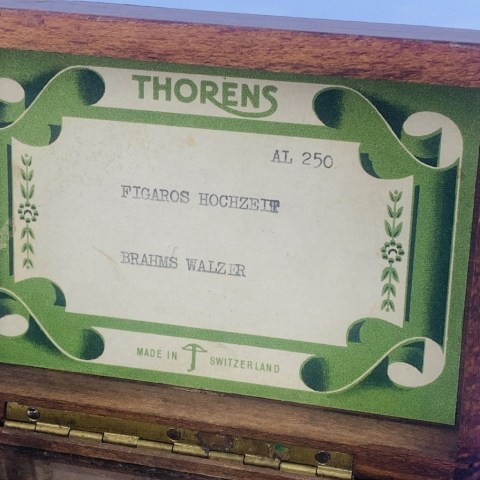 THORENS
AL 250
FIGAROS HOCHZEIT
BRAHMS WALZER
MADE IN SWITZERLAND